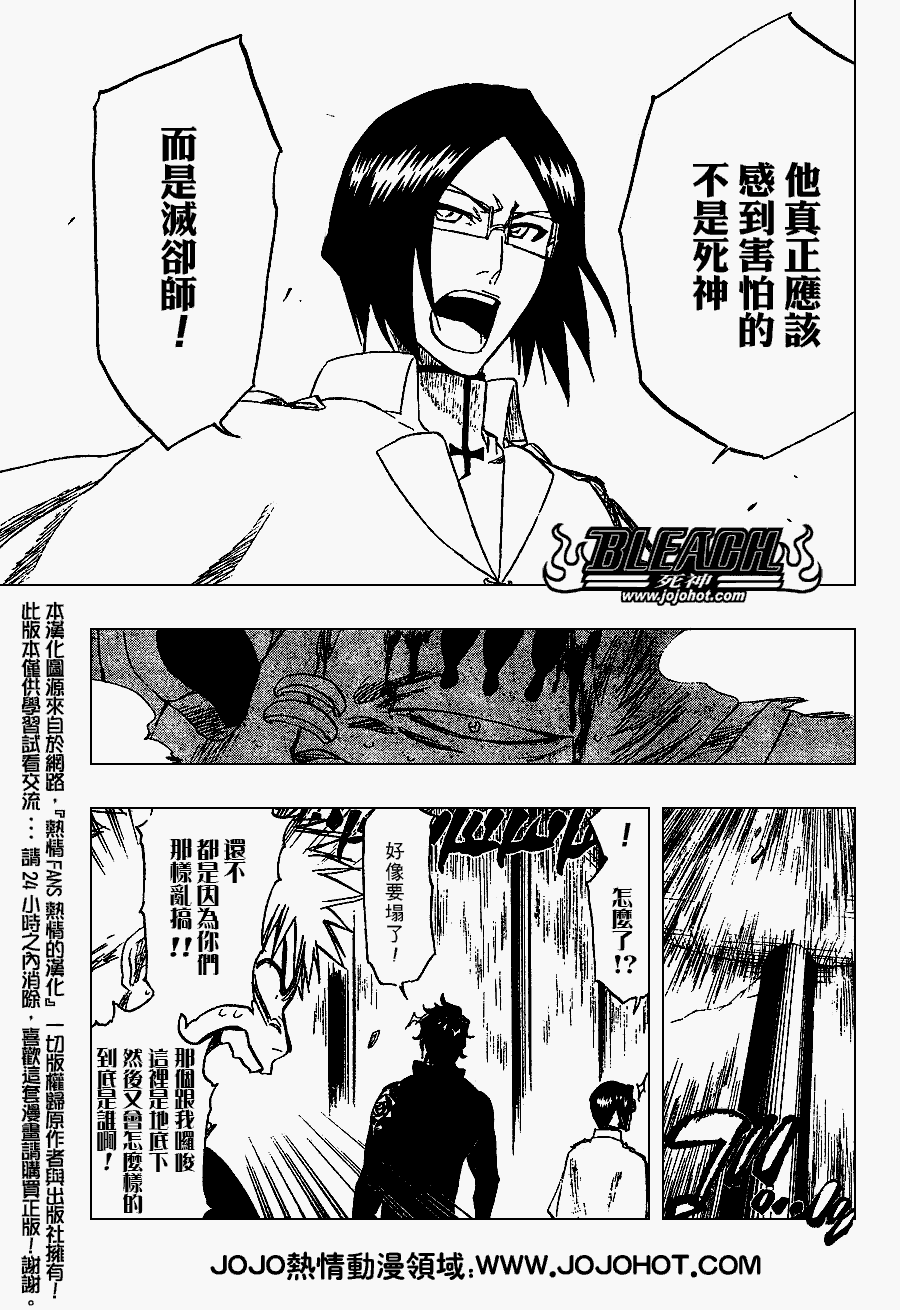 他真正應該
感到害怕的
不是死神
而是滅卻師！
BLEACH
死神
www.jojohot.com
！
怎麼了!?
好像要塌了！
還不
都是因為你們
那樣亂搞!!
那個跟我囉唆
這裡是地底下
然後又會怎麼樣的
到底是誰啊！
本漢化圖源來自於網路，『熱情FANS熱情的漢化』一切版權歸原作者與出版社擁有！
此版本僅供學習試看交流…請24小時之內消除，喜歡這套漫畫請購買正版！謝謝。
JOJO熱情動漫領域:WWW.JOJOHOT.COM